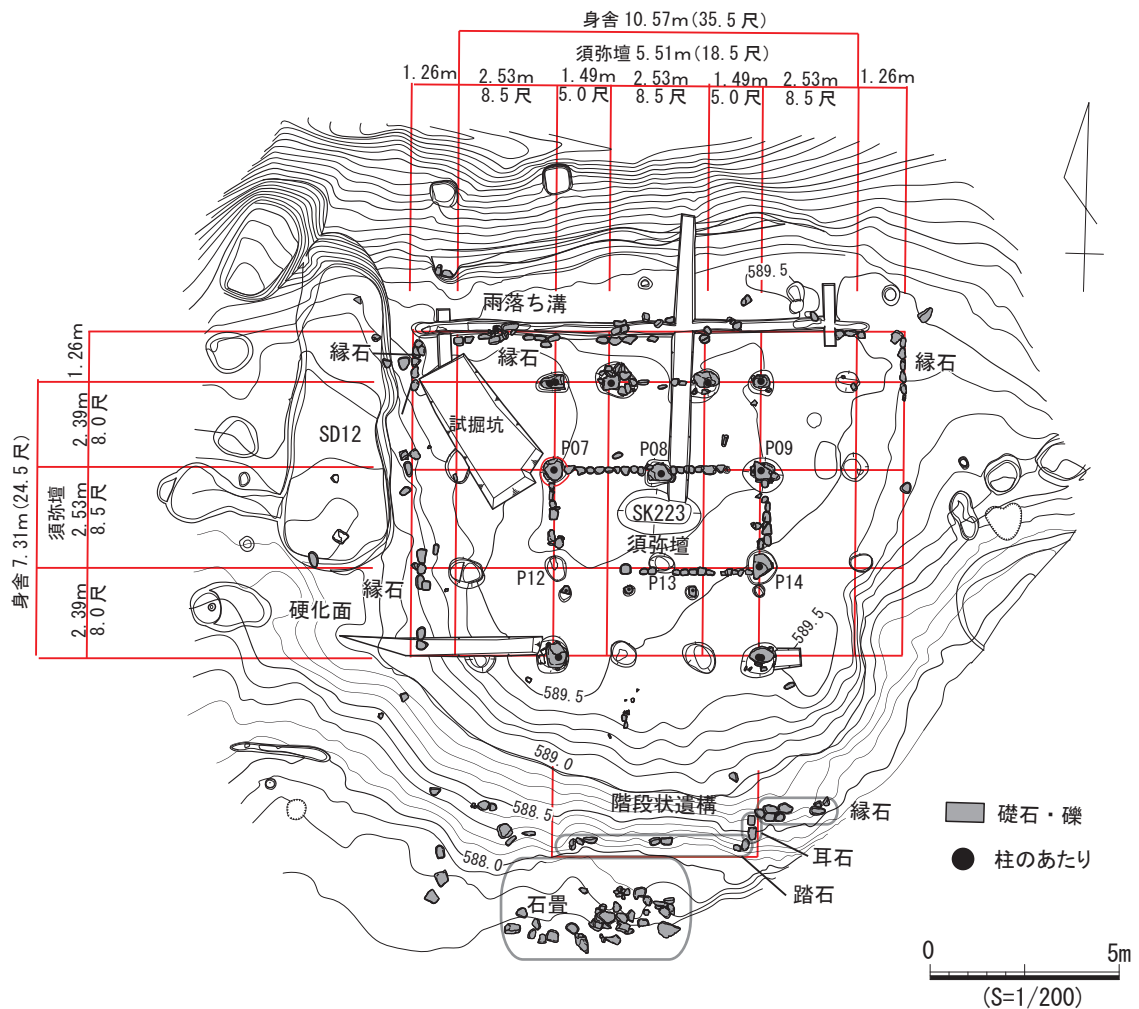 身舎 10.57m(35.5 尺)
須弥壇 5.51m(18.5 尺)
1.26m
2.53m
8.5 尺
1.49m
5.0 尺
2.53m
8.5 尺
1.49m
5.0 尺
2.53m
8.5 尺
1.26m
589.5
雨落ち溝
縁石
縁石
縁石
1.26m
試掘坑
2.39m
8.0 尺
SD12
P07
P08
P09
身舎 7.31m(24.5 尺)
須弥壇
2.53m
8.5 尺
SK223
須弥壇
P12
P13
P14
縁石
硬化面
2.39m
8.0 尺
589.5
589.5
589.0
階段状遺構
588.5
縁石
588.0
耳石
踏石
石畳
礎石・礫
柱のあたり
0
5m
(S=1/200)